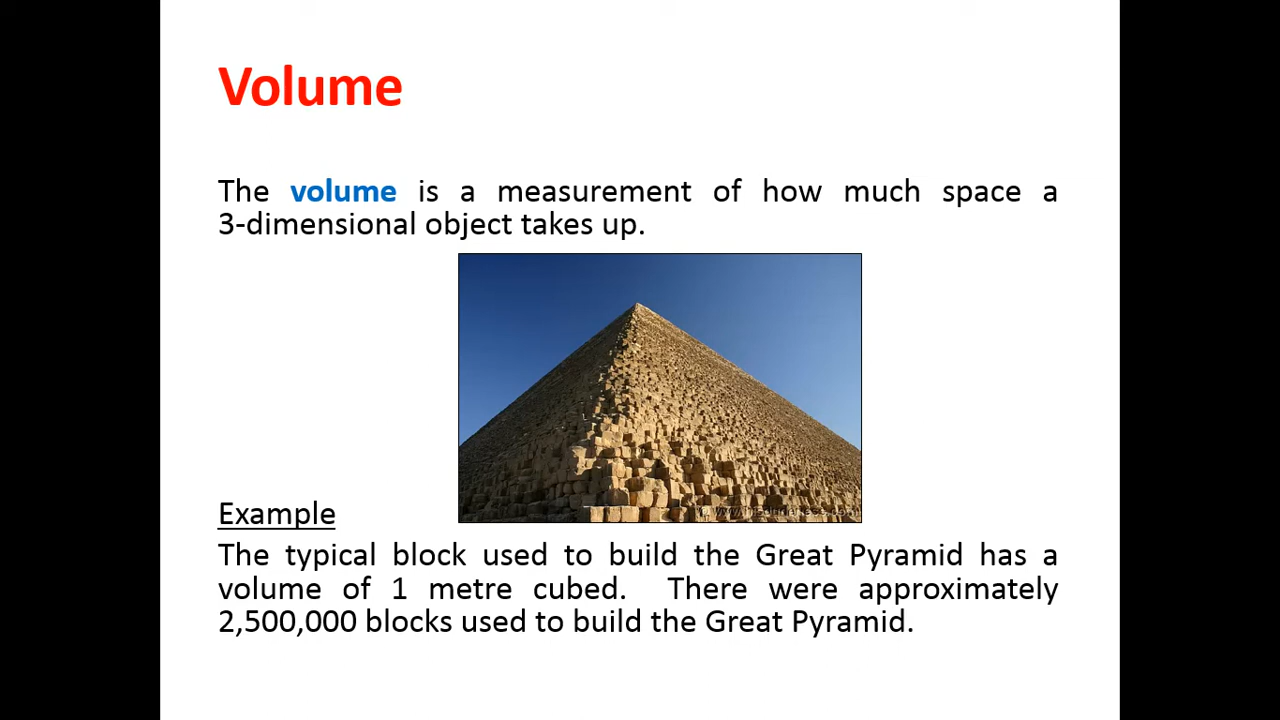 Volume
The volume is a measurement of how much space a
3-dimensional object takes up.
Example
The typical block used to build the Great Pyramid has a
volume of 1 metre cubed. There were approximately
2,500,000 blocks used to build the Great Pyramid.